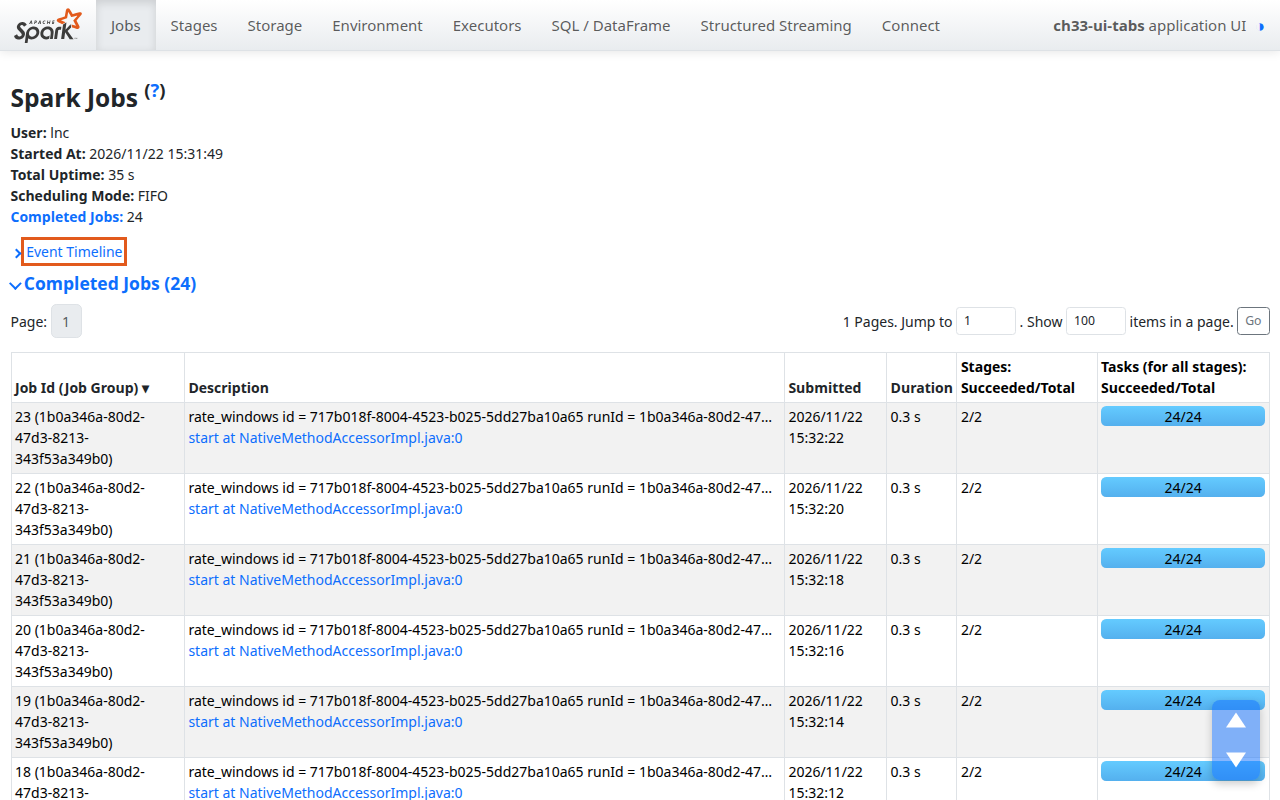 APACHE Spark Jobs Stages Storage Environment Executors SQL / DataFrame Structured Streaming Connect ch33-ui-tabs application UI
Spark Jobs (?)
User: lnc
Started At: 2026/11/22 15:31:49
Total Uptime: 35 s
Scheduling Mode: FIFO
Completed Jobs: 24
Event Timeline
Completed Jobs (24)
Page: 1 1 Pages. Jump to 1 . Show 100 items in a page. Go
Job Id (Job Group) ▾ Description Submitted Duration Stages: Succeeded/Total Tasks (for all stages): Succeeded/Total
23 (1b0a346a-80d2- rate_windows id = 717b018f-8004-4523-b025-5dd27ba10a65 runId = 1b0a346a-80d2-47... 2026/11/22 0.3 s 2/2 24/24
47d3-8213- start at NativeMethodAccessorImpl.java:0 15:32:22
343f53a349b0)
22 (1b0a346a-80d2- rate_windows id = 717b018f-8004-4523-b025-5dd27ba10a65 runId = 1b0a346a-80d2-47... 2026/11/22 0.3 s 2/2 24/24
47d3-8213- start at NativeMethodAccessorImpl.java:0 15:32:20
343f53a349b0)
21 (1b0a346a-80d2- rate_windows id = 717b018f-8004-4523-b025-5dd27ba10a65 runId = 1b0a346a-80d2-47... 2026/11/22 0.3 s 2/2 24/24
47d3-8213- start at NativeMethodAccessorImpl.java:0 15:32:18
343f53a349b0)
20 (1b0a346a-80d2- rate_windows id = 717b018f-8004-4523-b025-5dd27ba10a65 runId = 1b0a346a-80d2-47... 2026/11/22 0.3 s 2/2 24/24
47d3-8213- start at NativeMethodAccessorImpl.java:0 15:32:16
343f53a349b0)
19 (1b0a346a-80d2- rate_windows id = 717b018f-8004-4523-b025-5dd27ba10a65 runId = 1b0a346a-80d2-47... 2026/11/22 0.3 s 2/2 24/24
47d3-8213- start at NativeMethodAccessorImpl.java:0 15:32:14
343f53a349b0)
18 (1b0a346a-80d2- rate_windows id = 717b018f-8004-4523-b025-5dd27ba10a65 runId = 1b0a346a-80d2-47... 2026/11/22 0.3 s 2/2 24/24
47d3-8213- start at NativeMethodAccessorImpl.java:0 15:32:12